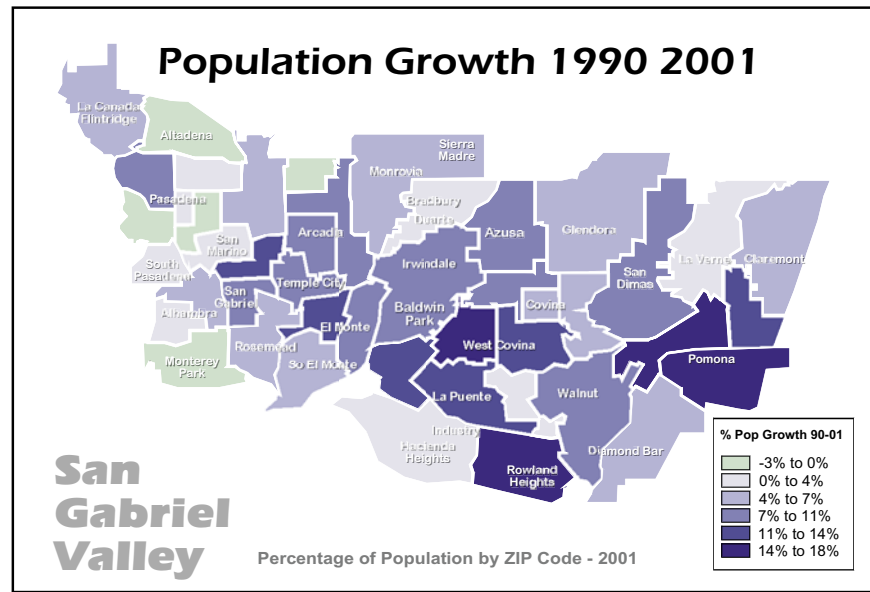 Population Growth 1990 2001
La Canada
Flintridge
Altadena
Sierra
Madre
Monrovia
Pasadena
Bradbury
Duarte
Arcadia
Azusa
Glendora
San
Marino
La Verne
Claremont
South
Pasadena
Irwindale
San
Dimas
Temple City
San
Gabriel
Baldwin
Park
Covina
Alhambra
El Monte
Rosemead
West Covina
Monterey
Park
So El Monte
Pomona
La Puente
Walnut
Industry
Hacienda
Heights
Diamond Bar
Rowland
Heights
% Pop Growth 90-01
-3% to 0%
0% to 4%
4% to 7%
7% to 11%
11% to 14%
14% to 18%
San
Gabriel
Valley
Percentage of Population by ZIP Code - 2001